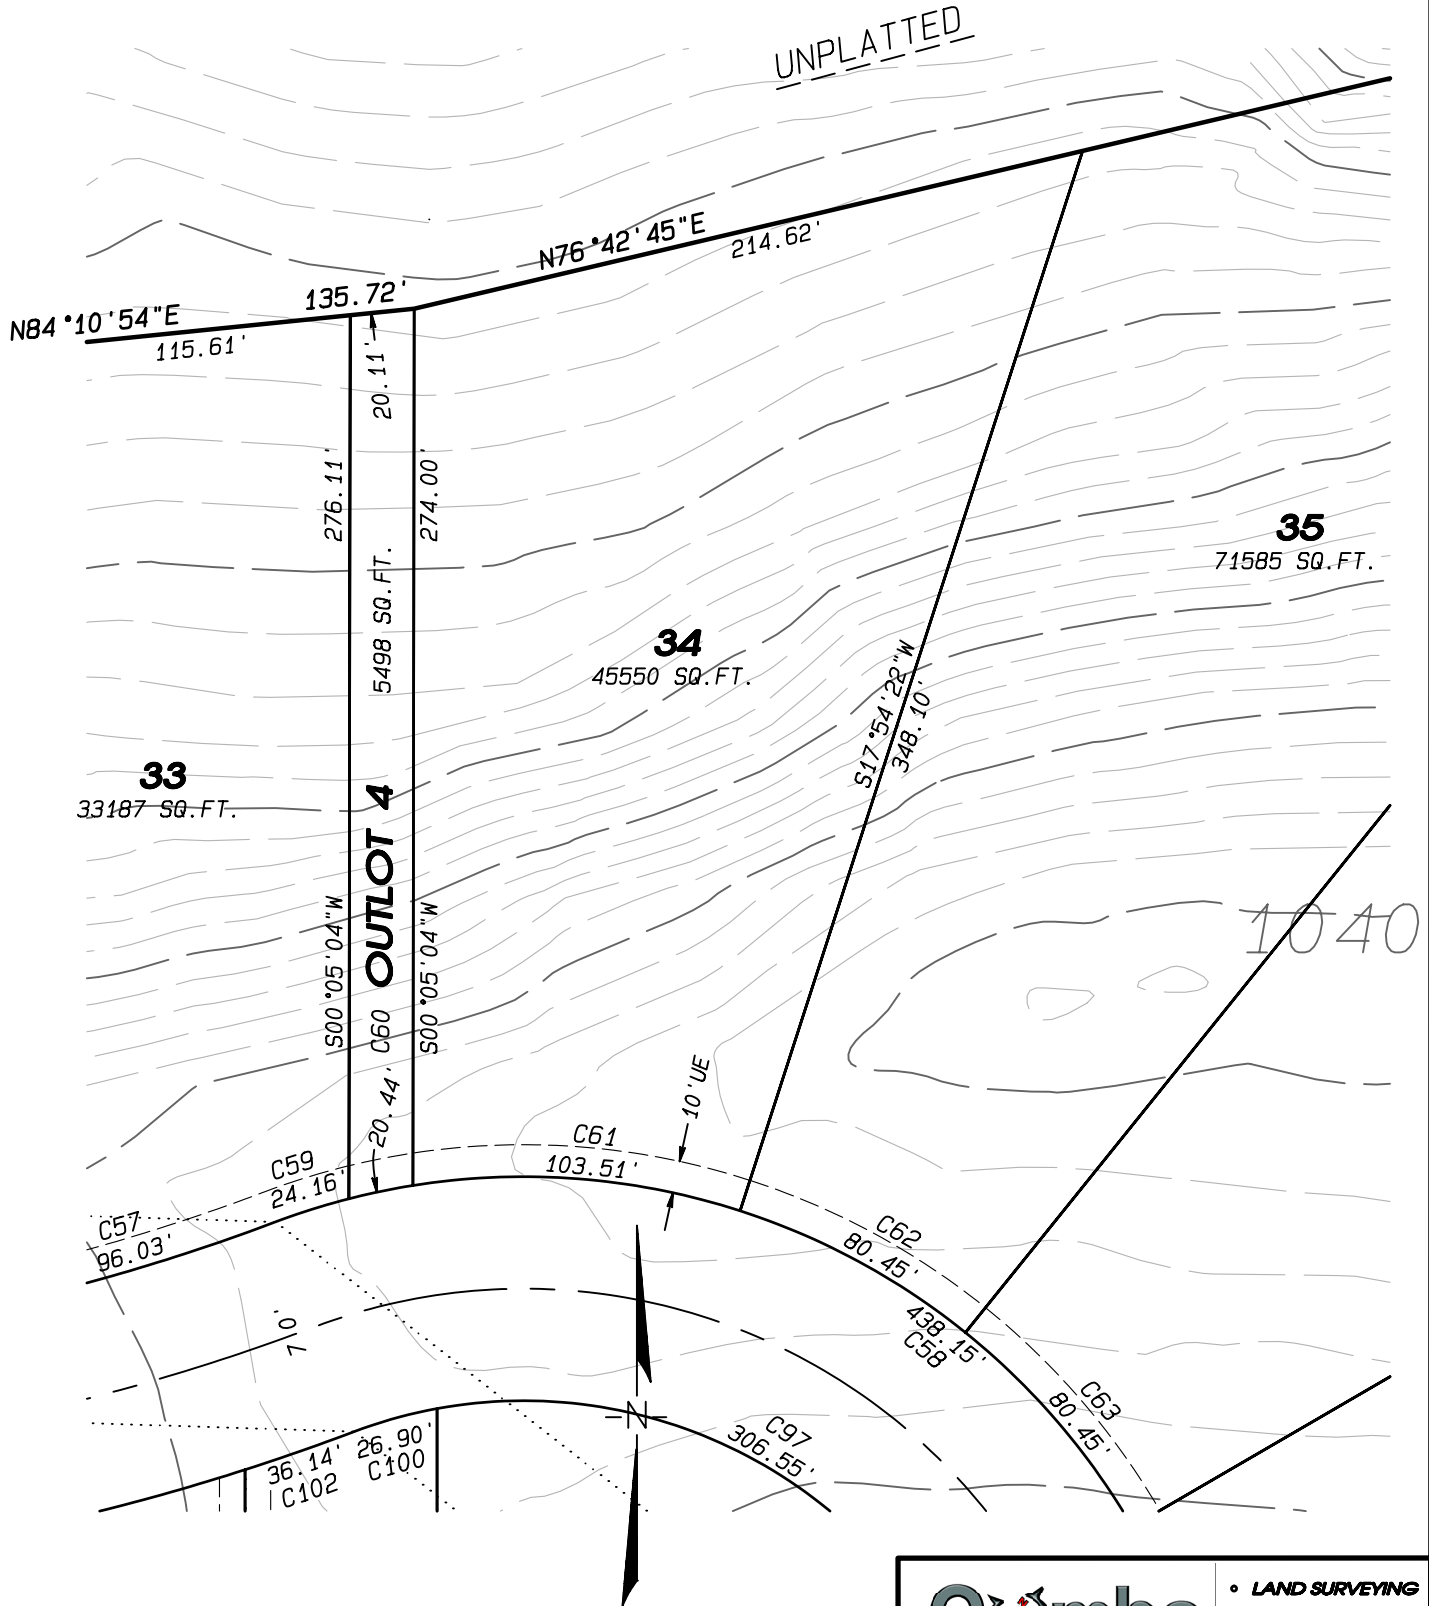 UNPLATTED
N76°42'45"E
214.62'
135.72'
N84°10'54"E
115.61'
20.11'
276.11'
274.00'
5498 SQ.FT.
35
71585 SQ.FT.
34
45550 SQ.FT.
S17°54'22"W
348.10'
33
33187 SQ.FT.
OUTLOT 4
1040
S00°05'04"W
S00°05'04"W
C60
20.44'
10'UE
C61
103.51'
C59
24.16'
C57
96.03'
C62
80.45'
438.15'
C58
70'
C63
80.45'
N
C97
306.55'
26.90'
C100
36.14'
C102
LAND SURVEYING